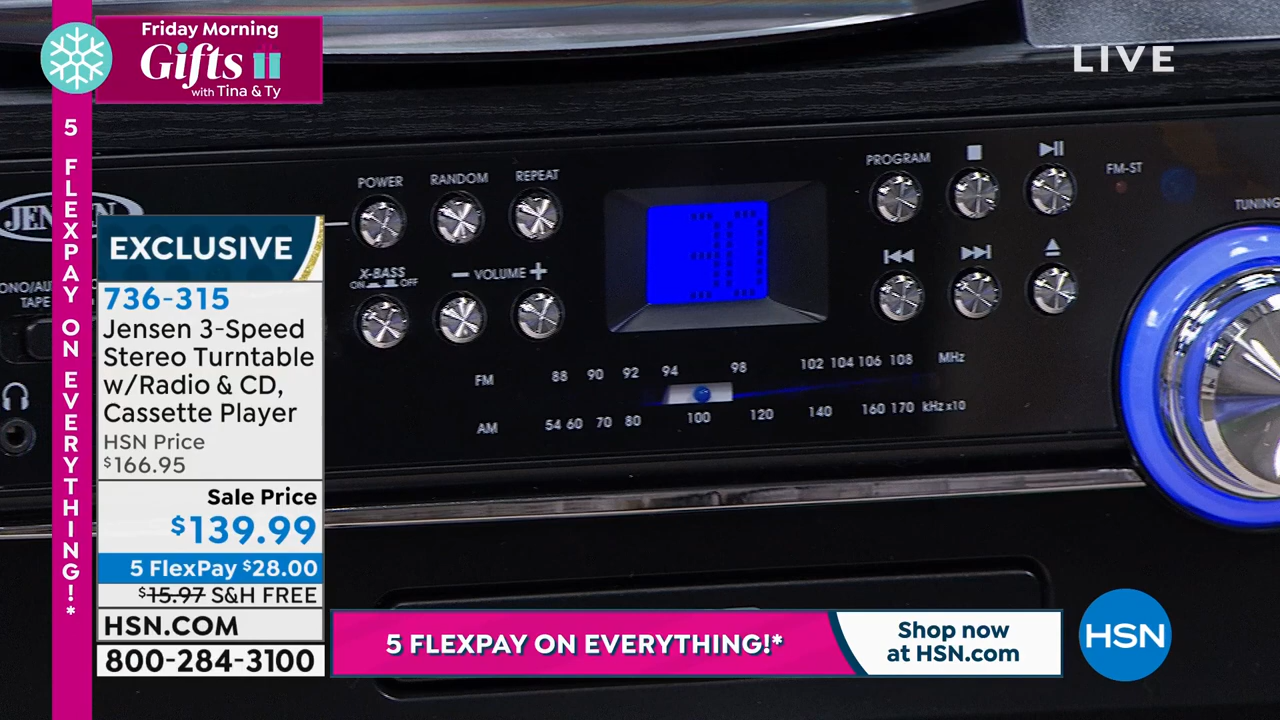 Friday Morning
Gifts
with Tina & Ty
LIVE
5 FLEXPAY ON EVERYTHING!*
EXCLUSIVE
736-315
Jensen 3-Speed
Stereo Turntable
w/Radio & CD,
Cassette Player
HSN Price
$166.95
Sale Price
$139.99
5 FlexPay $28.00
$15.97 S&H FREE
HSN.COM
800-284-3100
POWER RANDOM REPEAT
X-BASS
ON OFF
— VOLUME +
PROGRAM
FM-ST
TUNING
TAPE
FM 88 90 92 94 98 102 104 106 108 MHz
AM 54 60 70 80 100 120 140 160 170 kHz x10
5 FLEXPAY ON EVERYTHING!*
Shop now
at HSN.com
HSN